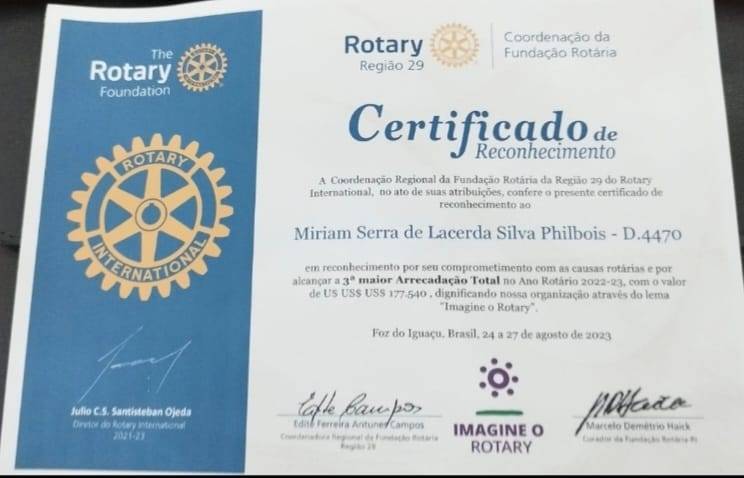 The
Rotary
Foundation
ROTARY
INTERNATIONAL
Julio C.S. Santisteban Ojeda
Diretor do Rotary International
2021-23
Rotary
Região 29
Coordenação da
Fundação Rotária
Certificado de
Reconhecimento
A Coordenação Regional da Fundação Rotária da Região 29 do Rotary
International, no ato de suas atribuições, confere o presente certificado de
reconhecimento ao
Miriam Serra de Lacerda Silva Philbois - D.4470
em reconhecimento por seu comprometimento com as causas rotárias e por
alcançar a 3ª maior Arrecadação Total no Ano Rotário 2022-23, com o valor
de U$ US$ US$ 177.540 , dignificando nossa organização através do lema
"Imagine o Rotary".
Foz do Iguaçu, Brasil, 24 a 27 de agosto de 2023
Edite Campos
Edite Ferreira Antunes Campos
Coordenadora Regional da Fundação Rotária
Região 29
IMAGINE O
ROTARY
Marcelo Demétrio Haick
Curador da Fundação Rotária RI